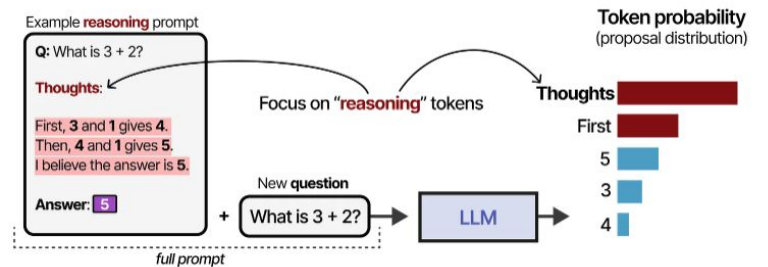 Example reasoning prompt
Q: What is 3 + 2?
Thoughts:
First, 3 and 1 gives 4.
Then, 4 and 1 gives 5.
I believe the answer is 5.
Answer: 5
full prompt
+
New question
What is 3 + 2?
Focus on “reasoning” tokens
LLM
Token probability
(proposal distribution)
Thoughts
First
5
3
4